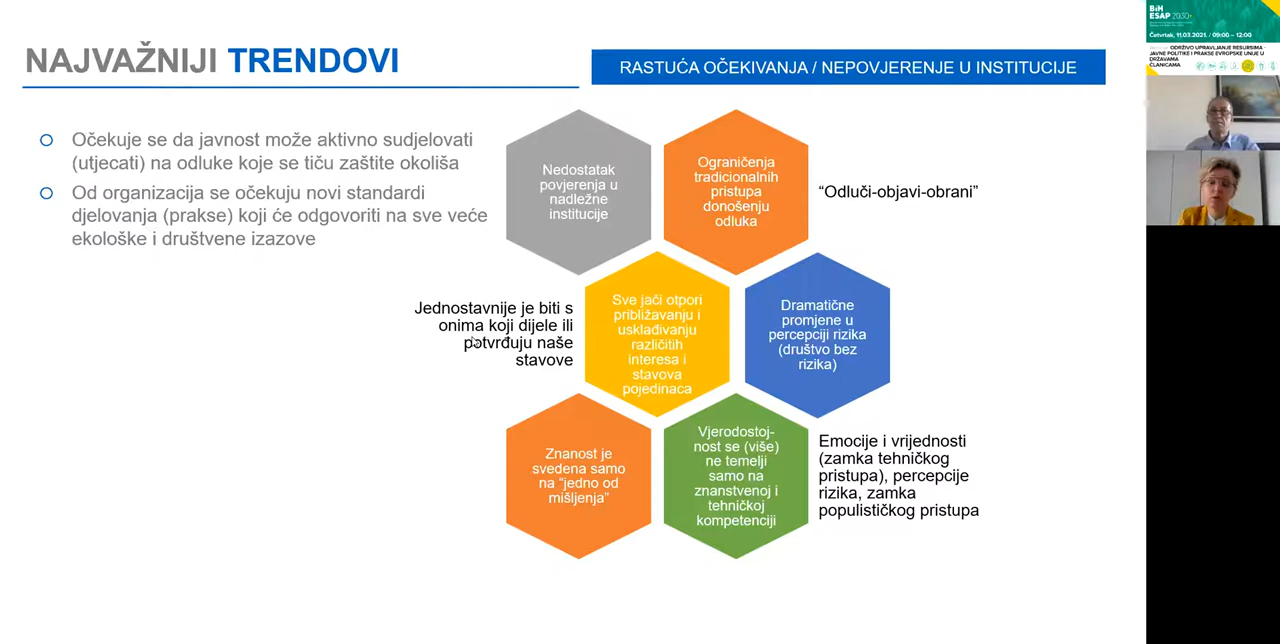 NAJVAŽNIJI TRENDOVI
RASTUĆA OČEKIVANJA / NEPOVJERENJE U INSTITUCIJE
Očekuje se da javnost može aktivno sudjelovati
(utjecati) na odluke koje se tiču zaštite okoliša
Od organizacija se očekuju novi standardi
djelovanja (prakse) koji će odgovoriti na sve veće
ekološke i društvene izazove
Nedostatak
povjerenja u
nadležne
institucije
Ograničenja
tradicionalnih
pristupa
donošenju
odluka
“Odluči-objavi-obrani”
Jednostavnije je biti s
onima koji dijele ili
potvrđuju naše
stavove
Sve jači otpori
približavanju i
usklađivanju
različitih
interesa i
stavova
pojedinaca
Dramatične
promjene u
percepciji rizika
(društvo bez
rizika)
Znanost je
svedena samo
na “jedno od
mišljenja”
Vjerodostoj-
nost se (više)
ne temelji
samo na
znanstvenoj i
tehničkoj
kompetenciji
Emocije i vrijednosti
(zamka tehničkog
pristupa), percepcije
rizika, zamka
populističkog pristupa
BiH
ESAP 2030+
Četvrtak, 11.03.2021. / 09:00 – 12:00
ODRŽIVO UPRAVLJANJE RESURSIMA -
JAVNE POLITIKE I PRAKSE EVROPSKE UNIJE U
DRŽAVAMA
ČLANICAMA